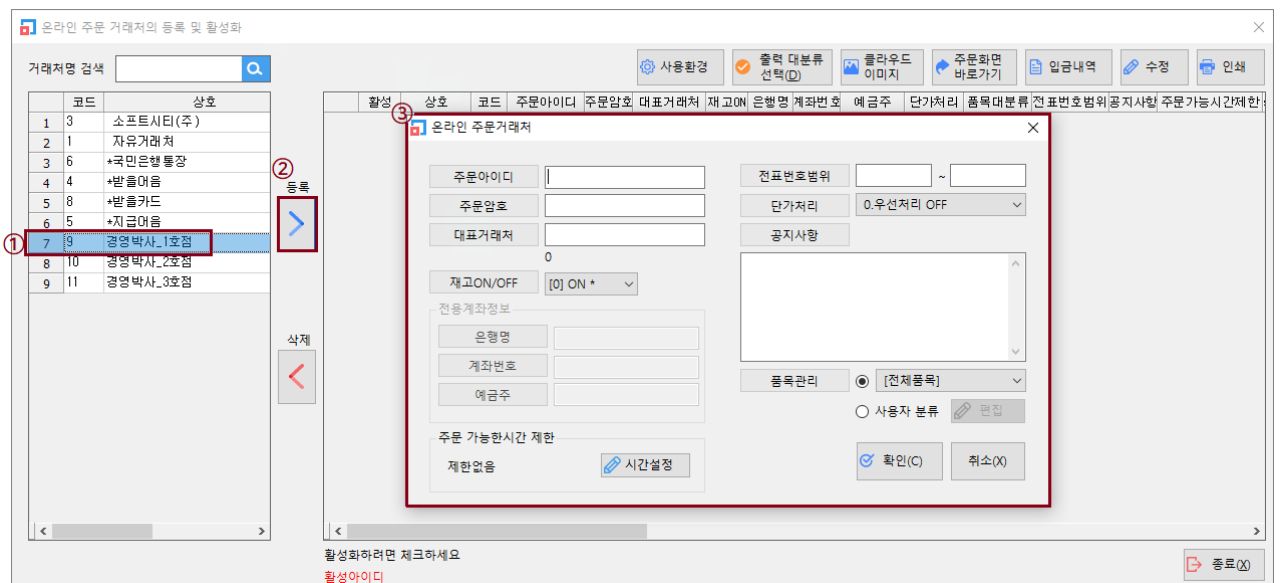 온라인 주문 거래처의 등록 및 활성화
거래처명 검색
사용환경
출력 대분류
선택(D)
클라우드
이미지
주문화면
바로가기
입금내역
수정
인쇄
코드 상호
1 3 소프트시티(주)
2 1 자유거래처
3 6 *국민은행통장
4 4 *받을어음
5 8 *받을카드
6 5 *지급어음
① 7 9 경영박사_1호점
8 10 경영박사_2호점
9 11 경영박사_3호점
②
등록
삭제
활성 상호 코드 주문아이디 주문암호 대표거래처 재고ON 은행명 계좌번호 예금주 단가처리 품목대분류 전표번호범위 공지사항 주문가능시간제한
③
온라인 주문거래처
주문아이디
주문암호
대표거래처
0
재고ON/OFF [0] ON *
전용계좌정보
은행명
계좌번호
예금주
주문 가능한시간 제한
제한없음 시간설정
전표번호범위 ~
단가처리 0.우선처리 OFF
공지사항
품목관리 [전체품목]
사용자 분류 편집
확인(C) 취소(X)
활성화하려면 체크하세요
활성아이디
종료(X)